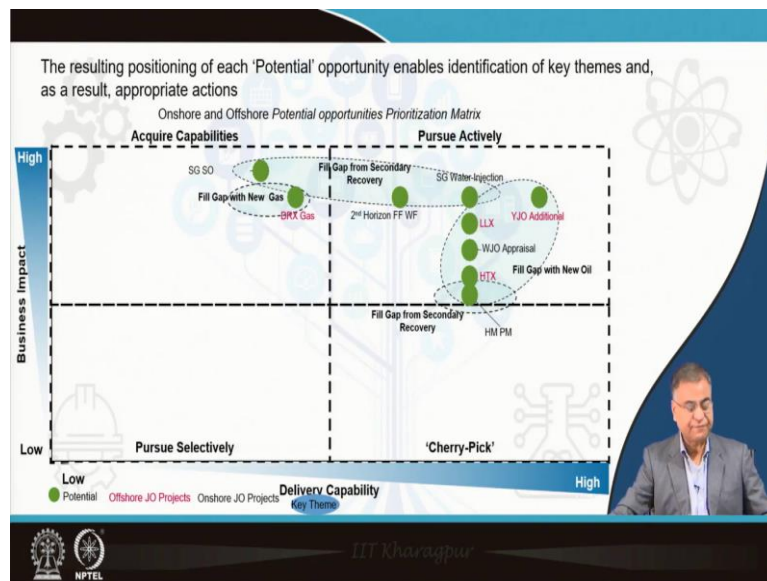 The resulting positioning of each ‘Potential’ opportunity enables identification of key themes and,
as a result, appropriate actions
Onshore and Offshore Potential opportunities Prioritization Matrix
Acquire Capabilities
Pursue Actively
High
SG SO
Fill Gap from Secondary
Recovery
SG Water-Injection
Fill Gap with New Gas
BRX Gas
2nd Horizon FF WF
LLX
YJO Additional
WJO Appraisal
HTX
Fill Gap with New Oil
Business Impact
Fill Gap from Secondary
Recovery
HM PM
Low
Pursue Selectively
‘Cherry-Pick’
Low
High
Delivery Capability
Potential
Offshore JO Projects
Onshore JO Projects
Key Theme
NPTEL
IIT Kharagpur